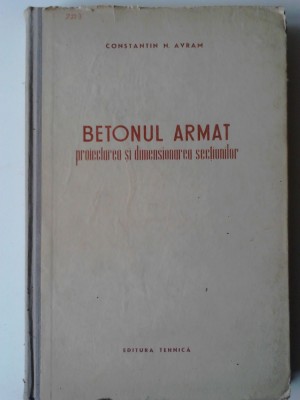 CONSTANTIN N. AVRAM
BETONUL ARMAT
proiectarea și dimensionarea secțiunilor
EDITURA TEHNICA